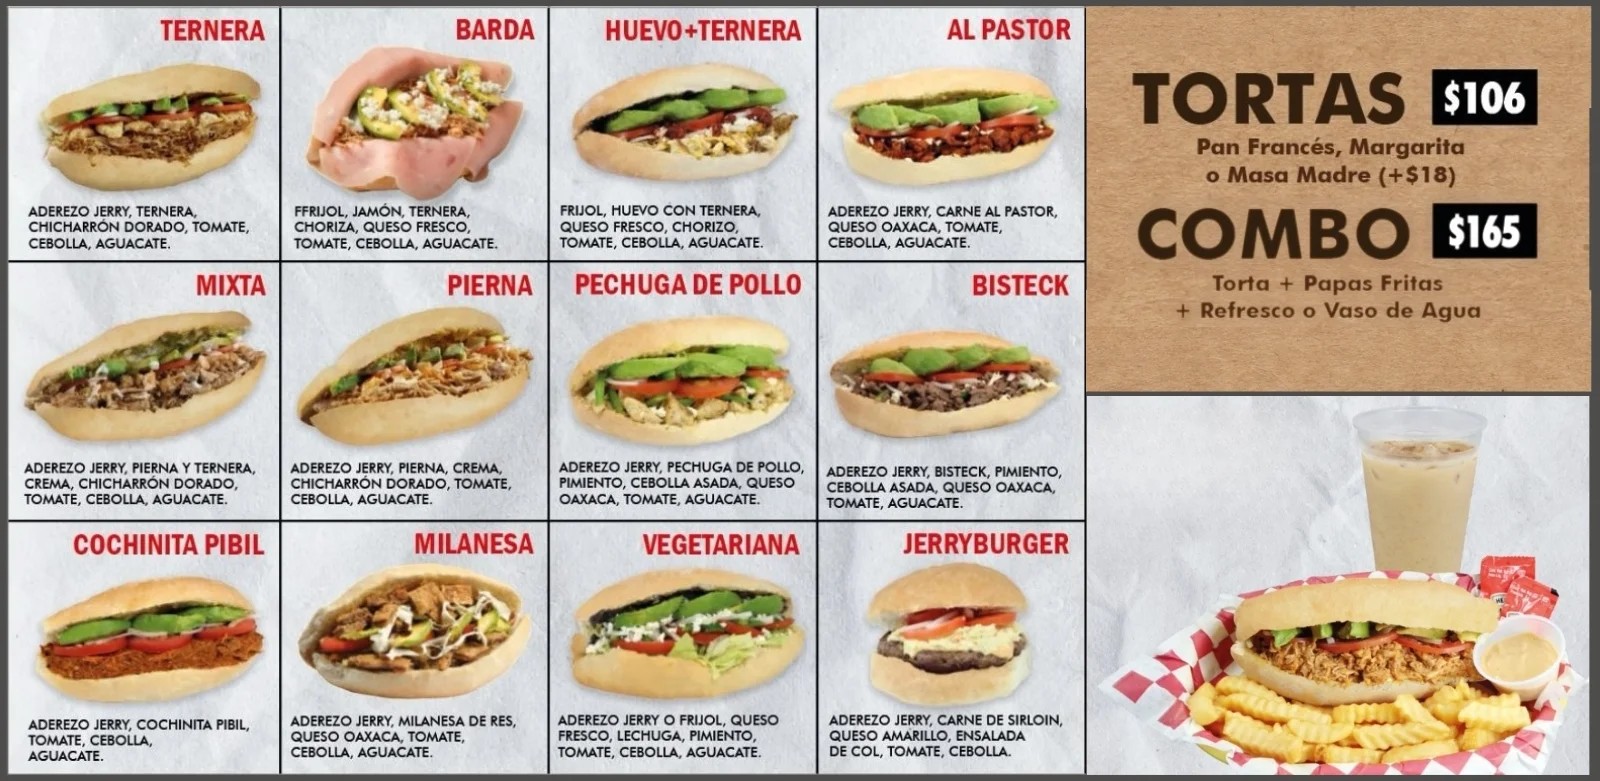 TERNERA
ADEREZO JERRY, TERNERA,
CHICHARRÓN DORADO, TOMATE,
CEBOLLA, AGUACATE.
BARDA
FFRIJOL, JAMÓN, TERNERA,
CHORIZA, QUESO FRESCO,
TOMATE, CEBOLLA, AGUACATE.
HUEVO+TERNERA
FRIJOL, HUEVO CON TERNERA,
QUESO FRESCO, CHORIZO,
TOMATE, CEBOLLA, AGUACATE.
AL PASTOR
ADEREZO JERRY, CARNE AL PASTOR,
QUESO OAXACA, TOMATE,
CEBOLLA, AGUACATE.
MIXTA
ADEREZO JERRY, PIERNA Y TERNERA,
CREMA, CHICHARRÓN DORADO,
TOMATE, CEBOLLA, AGUACATE.
PIERNA
ADEREZO JERRY, PIERNA, CREMA,
CHICHARRÓN DORADO, TOMATE,
CEBOLLA, AGUACATE.
PECHUGA DE POLLO
ADEREZO JERRY, PECHUGA DE POLLO,
PIMIENTO, CEBOLLA ASADA, QUESO
OAXACA, TOMATE, AGUACATE.
BISTECK
ADEREZO JERRY, BISTECK, PIMIENTO,
CEBOLLA ASADA, QUESO OAXACA,
TOMATE, AGUACATE.
COCHINITA PIBIL
ADEREZO JERRY, COCHINITA PIBIL,
TOMATE, CEBOLLA,
AGUACATE.
MILANESA
ADEREZO JERRY, MILANESA DE RES,
QUESO OAXACA, TOMATE,
CEBOLLA, AGUACATE.
VEGETARIANA
ADEREZO JERRY O FRIJOL, QUESO
FRESCO, LECHUGA, PIMIENTO,
TOMATE, CEBOLLA, AGUACATE.
JERRYBURGER
ADEREZO JERRY, CARNE DE SIRLOIN,
QUESO AMARILLO, ENSALADA
DE COL, TOMATE, CEBOLLA.
TORTAS $106
Pan Francés, Margarita
o Masa Madre (+$18)
COMBO $165
Torta + Papas Fritas
+ Refresco o Vaso de Agua